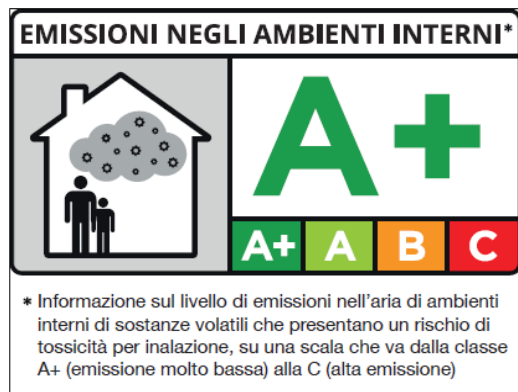 EMISSIONI NEGLI AMBIENTI INTERNI*
A+
A+ A B C
* Informazione sul livello di emissioni nell'aria di ambienti
interni di sostanze volatili che presentano un rischio di
tossicità per inalazione, su una scala che va dalla classe
A+ (emissione molto bassa) alla C (alta emissione)